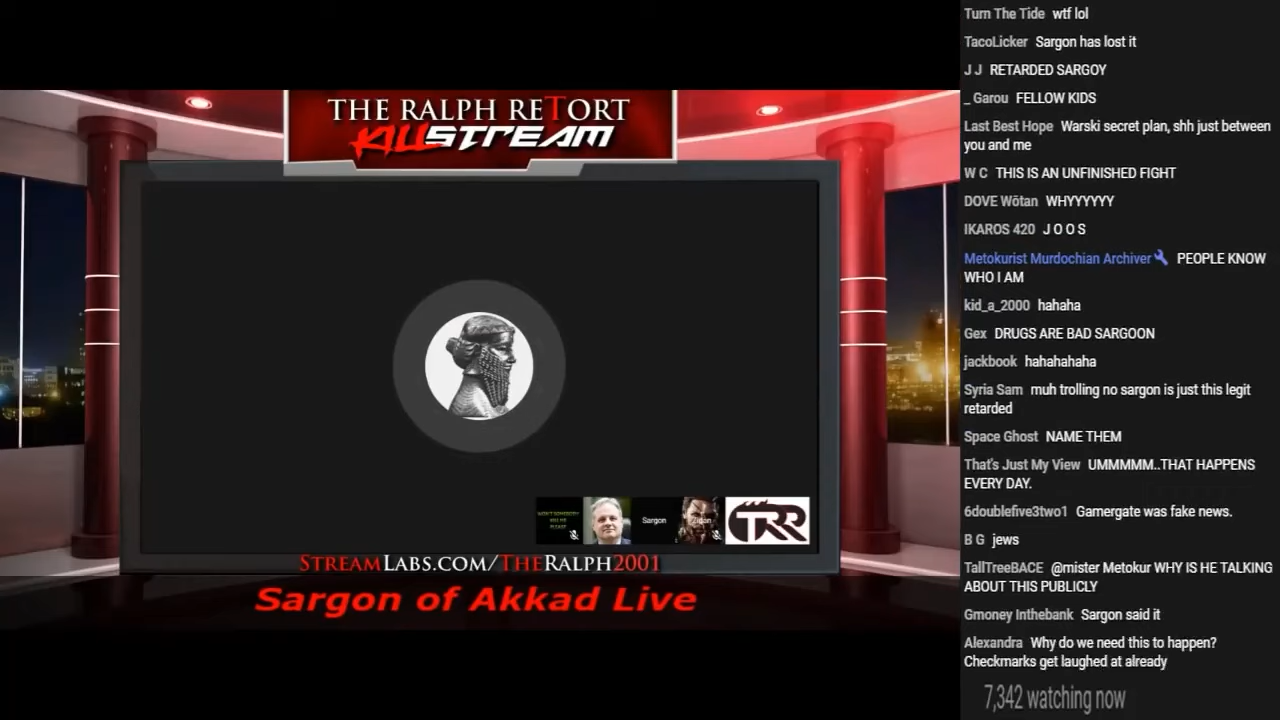 THE RALPH RETORT
KILLSTREAM
Sargon
TRR
STREAMLABS.COM/THERALPH2001
Sargon of Akkad Live
Turn The Tide wtf lol
TacoLicker Sargon has lost it
J J RETARDED SARGOY
_ Garou FELLOW KIDS
Last Best Hope Warski secret plan, shh just between
you and me
W C THIS IS AN UNFINISHED FIGHT
DOVE Wōtan WHYYYYYY
IKAROS 420 J O O S
Metokurist Murdochian Archiver PEOPLE KNOW
WHO I AM
kid_a_2000 hahaha
Gex DRUGS ARE BAD SARGOON
jackbook hahahahaha
Syria Sam muh trolling no sargon is just this legit
retarded
Space Ghost NAME THEM
That's Just My View UMMMMM..THAT HAPPENS
EVERY DAY.
6doublefive3two1 Gamergate was fake news.
B G jews
TallTreeBACE @mister Metokur WHY IS HE TALKING
ABOUT THIS PUBLICLY
Gmoney Inthebank Sargon said it
Alexandra Why do we need this to happen?
Checkmarks get laughed at already
7,342 watching now